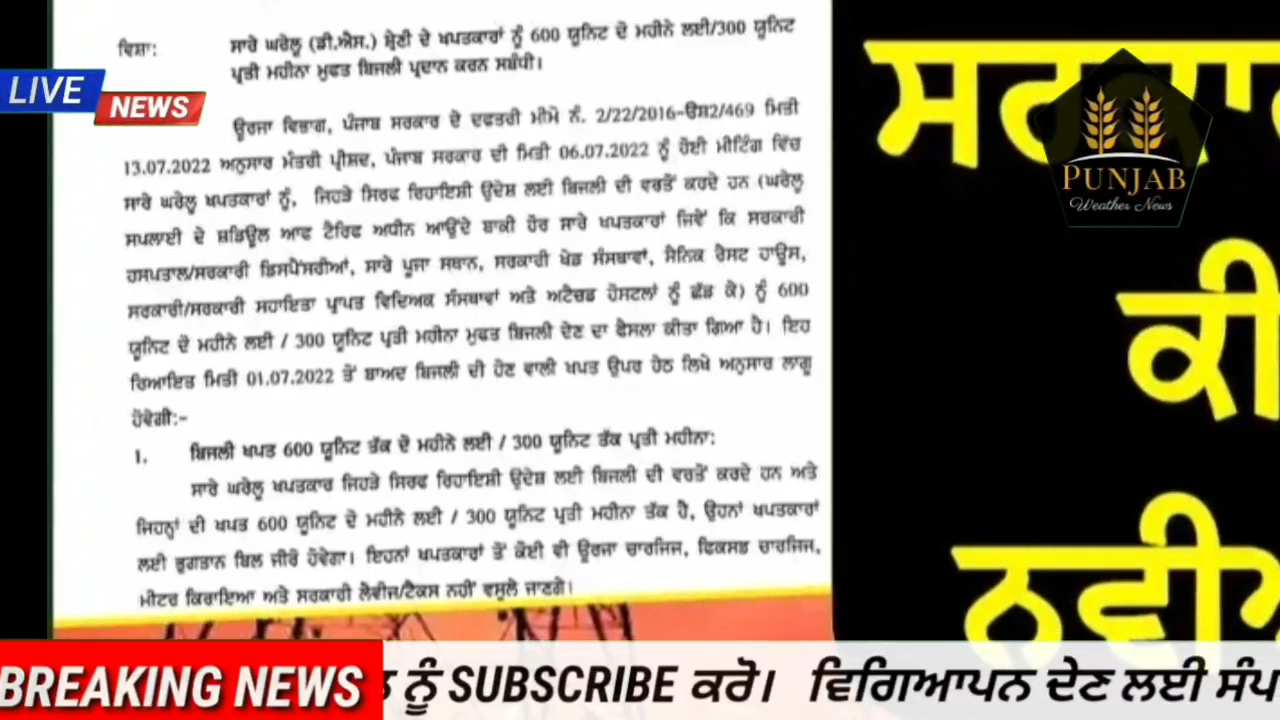 ਵਿਸ਼ਾ: ਸਾਰੇ ਘਰੇਲੂ (ਡੀ.ਐਸ.) ਸ਼੍ਰੇਣੀ ਦੇ ਖਪਤਕਾਰਾਂ ਨੂੰ 600 ਯੂਨਿਟ ਦੋ ਮਹੀਨੇ ਲਈ/300 ਯੂਨਿਟ
ਪ੍ਰਤੀ ਮਹੀਨਾ ਮੁਫਤ ਬਿਜਲੀ ਪ੍ਰਦਾਨ ਕਰਨ ਸਬੰਧੀ।
LIVE
NEWS
ਊਰਜਾ ਵਿਭਾਗ, ਪੰਜਾਬ ਸਰਕਾਰ ਦੇ ਦਫਤਰੀ ਮੀਮੋ ਨੰ. 2/22/2016-ਓਸ2/469 ਮਿਤੀ
13.07.2022 ਅਨੁਸਾਰ ਮੰਤਰੀ ਪ੍ਰੀਸ਼ਦ, ਪੰਜਾਬ ਸਰਕਾਰ ਦੀ ਮਿਤੀ 06.07.2022 ਨੂੰ ਹੋਈ ਮੀਟਿੰਗ ਵਿੱਚ
ਸਾਰੇ ਘਰੇਲੂ ਖਪਤਕਾਰਾਂ ਨੂੰ, ਜਿਹੜੇ ਸਿਰਫ ਰਿਹਾਇਸ਼ੀ ਉਦੇਸ਼ ਲਈ ਬਿਜਲੀ ਦੀ ਵਰਤੋਂ ਕਰਦੇ ਹਨ (ਘਰੇਲੂ
ਸਪਲਾਈ ਦੇ ਸ਼ਡਿਊਲ ਆਫ ਟੈਰਿਫ ਅਧੀਨ ਆਉਂਦੇ ਬਾਕੀ ਹੋਰ ਸਾਰੇ ਖਪਤਕਾਰਾਂ ਜਿਵੇਂ ਕਿ ਸਰਕਾਰੀ
ਹਸਪਤਾਲ/ਸਰਕਾਰੀ ਡਿਸਪੈਂਸਰੀਆਂ, ਸਾਰੇ ਪੂਜਾ ਸਥਾਨ, ਸਰਕਾਰੀ ਖੇਡ ਸੰਸਥਾਵਾਂ, ਸੈਨਿਕ ਰੈਸਟ ਹਾਊਸ,
ਸਰਕਾਰੀ/ਸਰਕਾਰੀ ਸਹਾਇਤਾ ਪ੍ਰਾਪਤ ਵਿਦਿਅਕ ਸੰਸਥਾਵਾਂ ਅਤੇ ਅਟੈਚਡ ਹੋਸਟਲਾਂ ਨੂੰ ਛੱਡ ਕੇ) ਨੂੰ 600
ਯੂਨਿਟ ਦੋ ਮਹੀਨੇ ਲਈ / 300 ਯੂਨਿਟ ਪ੍ਰਤੀ ਮਹੀਨਾ ਮੁਫਤ ਬਿਜਲੀ ਦੇਣ ਦਾ ਫੈਸਲਾ ਕੀਤਾ ਗਿਆ ਹੈ। ਇਹ
ਰਿਆਇਤ ਮਿਤੀ 01.07.2022 ਤੋਂ ਬਾਅਦ ਬਿਜਲੀ ਦੀ ਹੋਣ ਵਾਲੀ ਖਪਤ ਉਪਰ ਹੇਠ ਲਿਖੇ ਅਨੁਸਾਰ ਲਾਗੂ
ਹੋਵੇਗੀ:-
1. ਬਿਜਲੀ ਖਪਤ 600 ਯੂਨਿਟ ਤੱਕ ਦੋ ਮਹੀਨੇ ਲਈ / 300 ਯੂਨਿਟ ਤੱਕ ਪ੍ਰਤੀ ਮਹੀਨਾ:
ਸਾਰੇ ਘਰੇਲੂ ਖਪਤਕਾਰ ਜਿਹੜੇ ਸਿਰਫ ਰਿਹਾਇਸ਼ੀ ਉਦੇਸ਼ ਲਈ ਬਿਜਲੀ ਦੀ ਵਰਤੋਂ ਕਰਦੇ ਹਨ ਅਤੇ
ਜਿਹਨ੍ਹਾਂ ਦੀ ਖਪਤ 600 ਯੂਨਿਟ ਦੋ ਮਹੀਨੇ ਲਈ / 300 ਯੂਨਿਟ ਪ੍ਰਤੀ ਮਹੀਨਾ ਤੱਕ ਹੈ, ਉਹਨਾਂ ਖਪਤਕਾਰਾਂ
ਲਈ ਭੁਗਤਾਨ ਬਿਲ ਜੀਰੋ ਹੋਵੇਗਾ। ਇਹਨਾਂ ਖਪਤਕਾਰਾਂ ਤੋਂ ਕੋਈ ਵੀ ਊਰਜਾ ਚਾਰਜਿਜ, ਫਿਕਸਡ ਚਾਰਜਿਜ,
ਮੀਟਰ ਕਿਰਾਇਆ ਅਤੇ ਸਰਕਾਰੀ ਲੈਵੀਜ/ਟੈਕਸ ਨਹੀਂ ਵਸੂਲੇ ਜਾਣਗੇ।
PUNJAB
Weather News
ਕੀ
BREAKING NEWS
ਨੂੰ SUBSCRIBE ਕਰੋ। ਵਿਗਿਆਪਨ ਦੇਣ ਲਈ